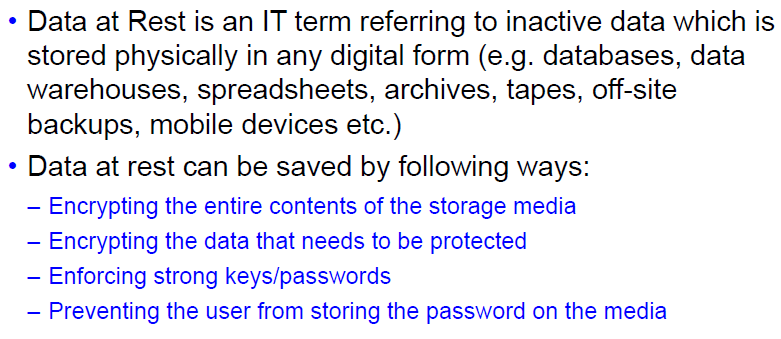 • Data at Rest is an IT term referring to inactive data which is
stored physically in any digital form (e.g. databases, data
warehouses, spreadsheets, archives, tapes, off-site
backups, mobile devices etc.)
• Data at rest can be saved by following ways:
– Encrypting the entire contents of the storage media
– Encrypting the data that needs to be protected
– Enforcing strong keys/passwords
– Preventing the user from storing the password on the media